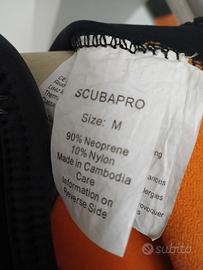 SCUBAPRO
Size: M
90% Neoprene
10% Nylon
Made in Cambodia
Care
Information on
Reverse Side
subito